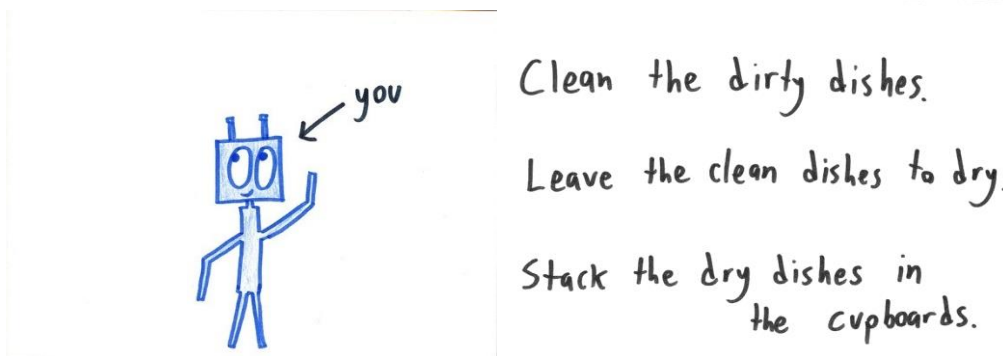 you
Clean the dirty dishes.
Leave the clean dishes to dry.
Stack the dry dishes in
the cupboards.